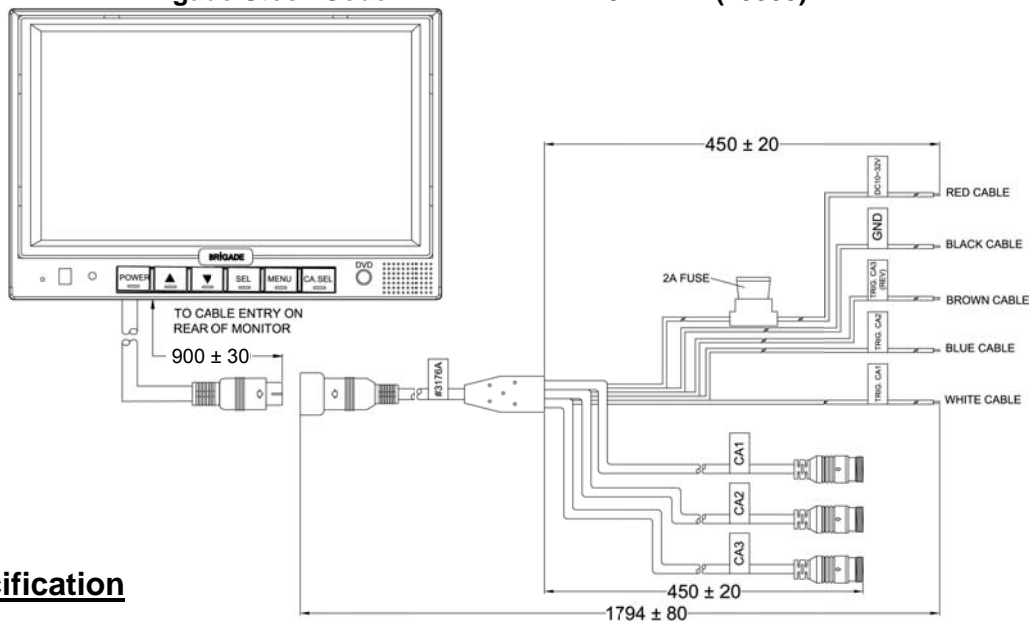 450 ± 20
DC10~32V
RED CABLE
GND
BLACK CABLE
2A FUSE
TRIG. CA3
(REV)
BROWN CABLE
TRIG. CA2
BLUE CABLE
TRIG. CA1
WHITE CABLE
BRIGADE
POWER
▲
▼
SEL
MENU
CA.SEL
DVD
TO CABLE ENTRY ON
REAR OF MONITOR
900 ± 30
#3176A
CA1
CA2
CA3
450 ± 20
1794 ± 80
cification